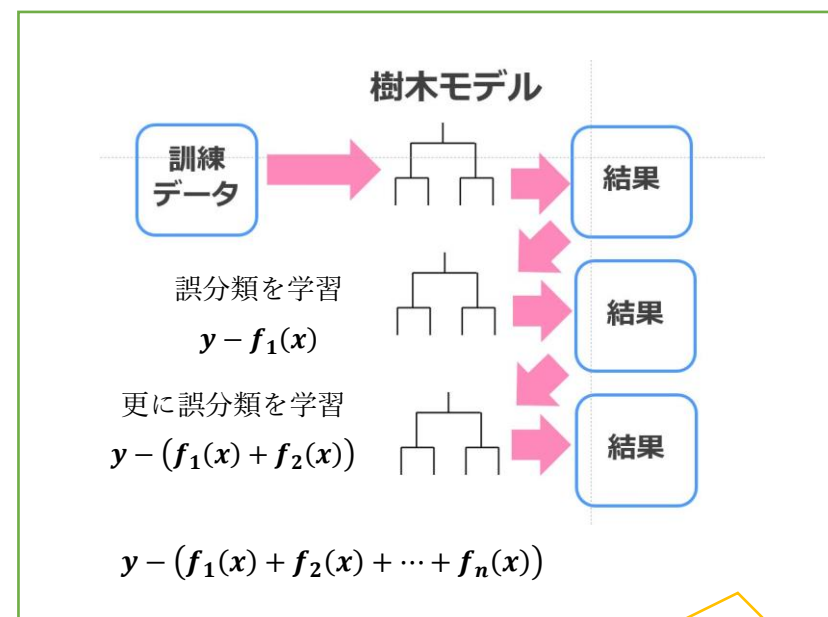 樹木モデル
訓練
データ
結果
誤分類を学習
y − f₁(x)
結果
更に誤分類を学習
y − (f₁(x) + f₂(x))
結果
y − (f₁(x) + f₂(x) + ⋯ + fₙ(x))